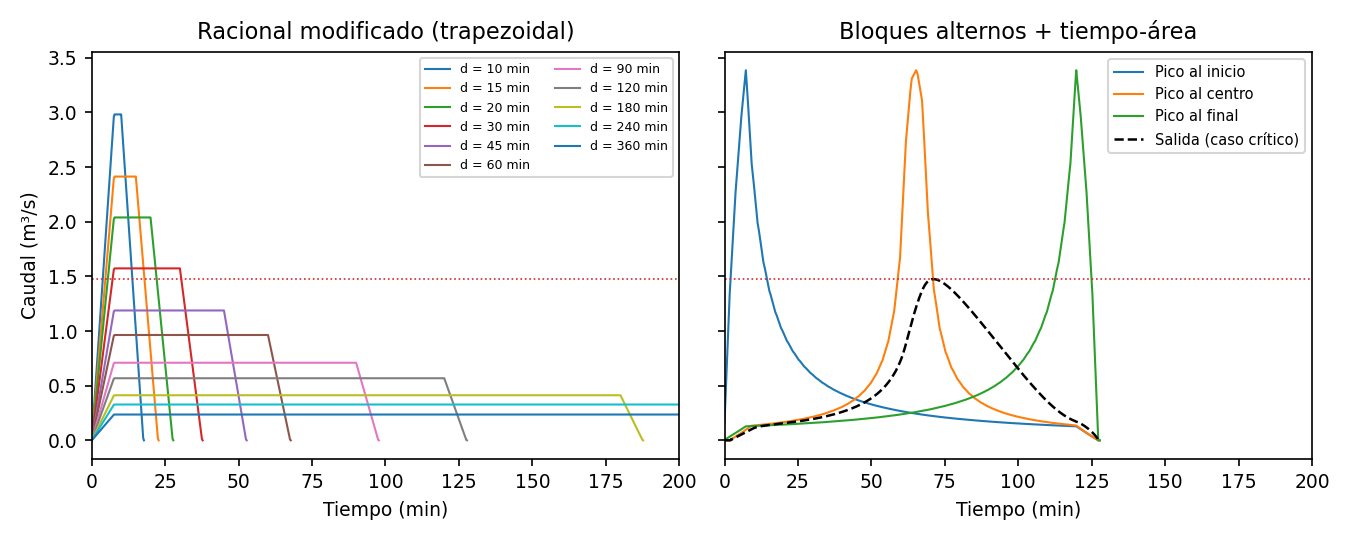 Racional modificado (trapezoidal)
Caudal (m³/s)
3.5
3.0
2.5
2.0
1.5
1.0
0.5
0.0
d = 10 min
d = 15 min
d = 20 min
d = 30 min
d = 45 min
d = 60 min
d = 90 min
d = 120 min
d = 180 min
d = 240 min
d = 360 min
0 25 50 75 100 125 150 175 200
Tiempo (min)
Bloques alternos + tiempo-área
Pico al inicio
Pico al centro
Pico al final
Salida (caso crítico)
0 25 50 75 100 125 150 175 200
Tiempo (min)